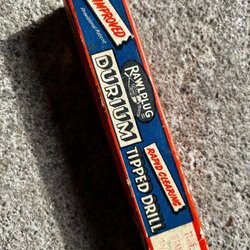 IMPROVED
RAWLPLUG
DURIUM
TIPPED DRILL
RAPID CLEARING